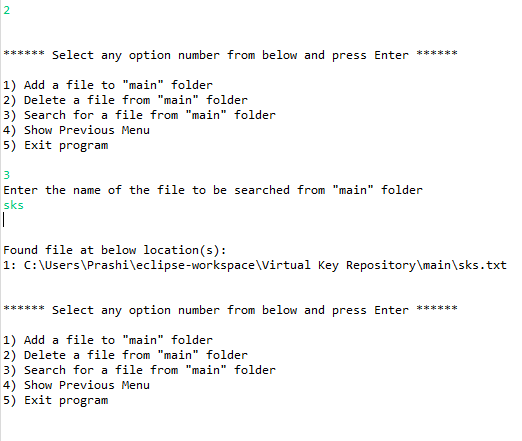 2
****** Select any option number from below and press Enter ******
1) Add a file to "main" folder
2) Delete a file from "main" folder
3) Search for a file from "main" folder
4) Show Previous Menu
5) Exit program
3
Enter the name of the file to be searched from "main" folder
sks
Found file at below location(s):
1: C:\Users\Prashi\eclipse-workspace\Virtual Key Repository\main\sks.txt
****** Select any option number from below and press Enter ******
1) Add a file to "main" folder
2) Delete a file from "main" folder
3) Search for a file from "main" folder
4) Show Previous Menu
5) Exit program